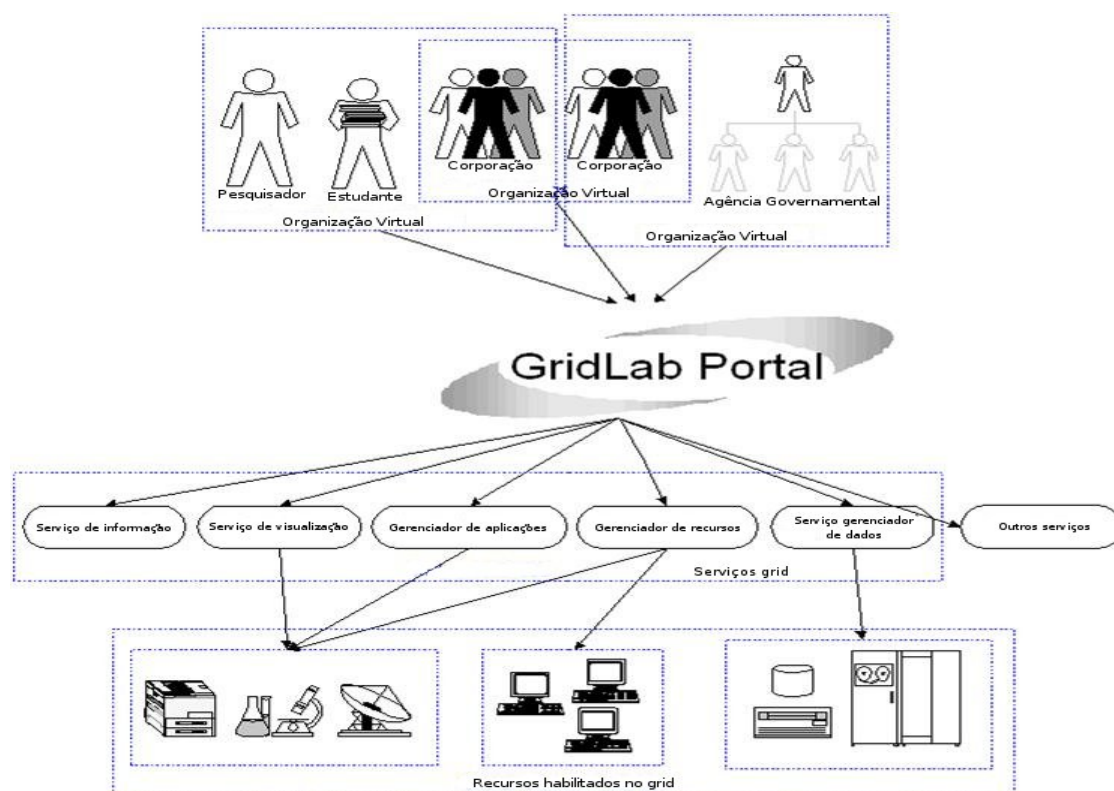 Pesquisador
Estudante
Corporação
Corporação
Organização Virtual
Organização Virtual
Agência Governamental
Organização Virtual
GridLab Portal
Serviço de informação
Serviço de visualização
Gerenciador de aplicações
Gerenciador de recursos
Serviço gerenciador
de dados
Outros serviços
Serviços grid
Recursos habilitados no grid